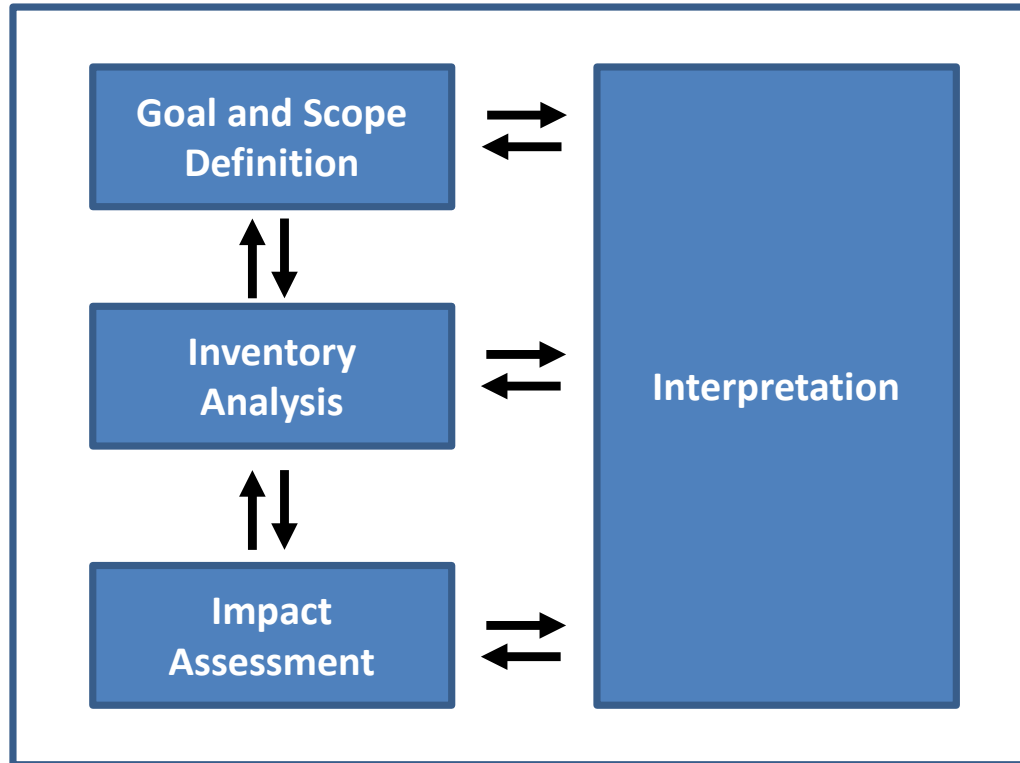 Goal and Scope
Definition
Inventory
Analysis
Interpretation
Impact
Assessment